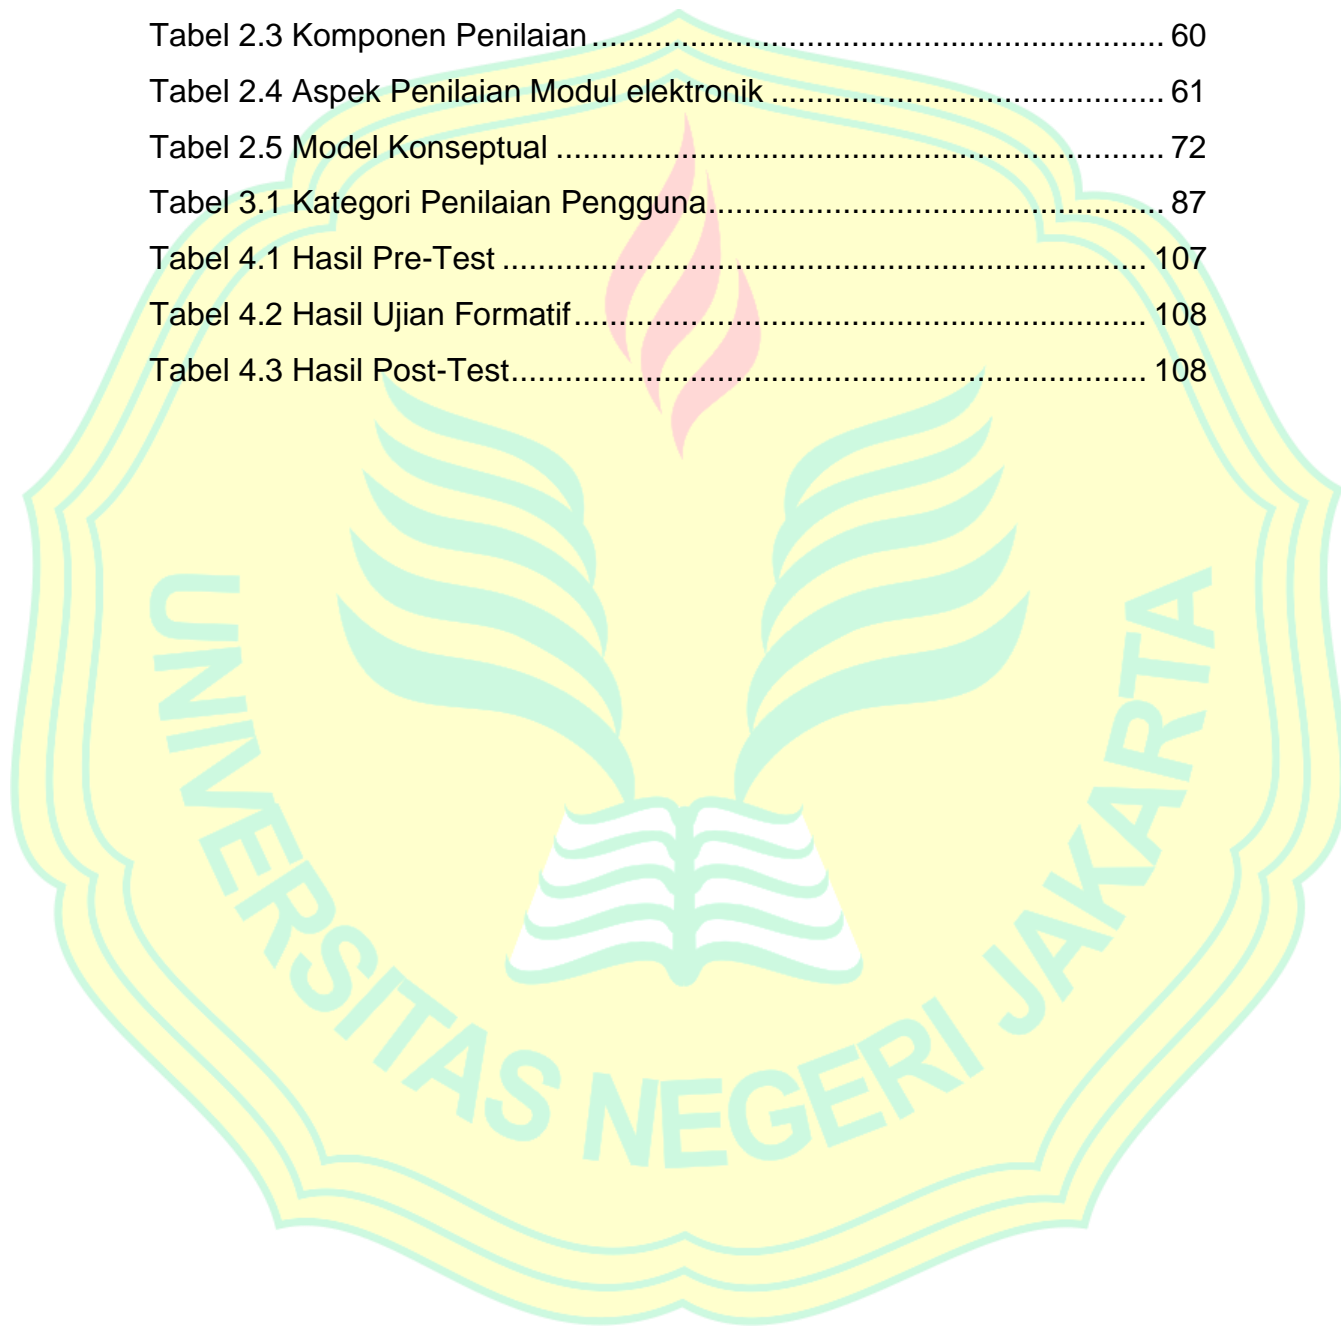 Tabel 2.3 Komponen Penilaian ................................................................ 60
Tabel 2.4 Aspek Penilaian Modul elektronik ............................................ 61
Tabel 2.5 Model Konseptual .................................................................... 72
Tabel 3.1 Kategori Penilaian Pengguna................................................... 87
Tabel 4.1 Hasil Pre-Test ........................................................................ 107
Tabel 4.2 Hasil Ujian Formatif................................................................ 108
Tabel 4.3 Hasil Post-Test....................................................................... 108
UNIVERSITAS NEGERI JAKARTA